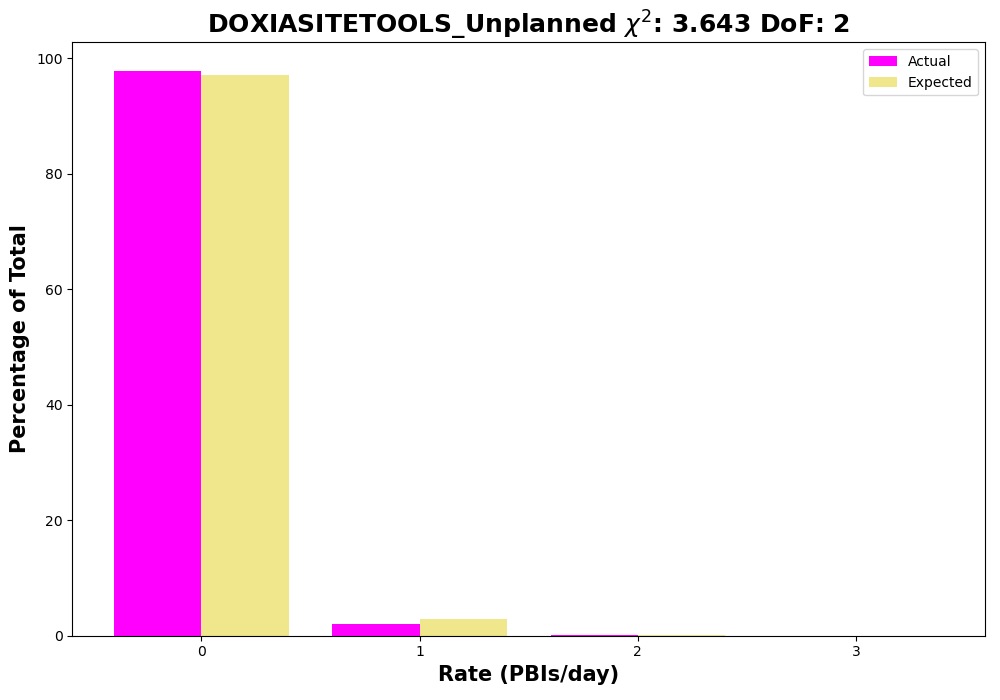 DOXIASITETOOLS_Unplanned χ²: 3.643 DoF: 2
Actual
Expected
Percentage of Total
100
80
60
40
20
0
0 1 2 3
Rate (PBIs/day)